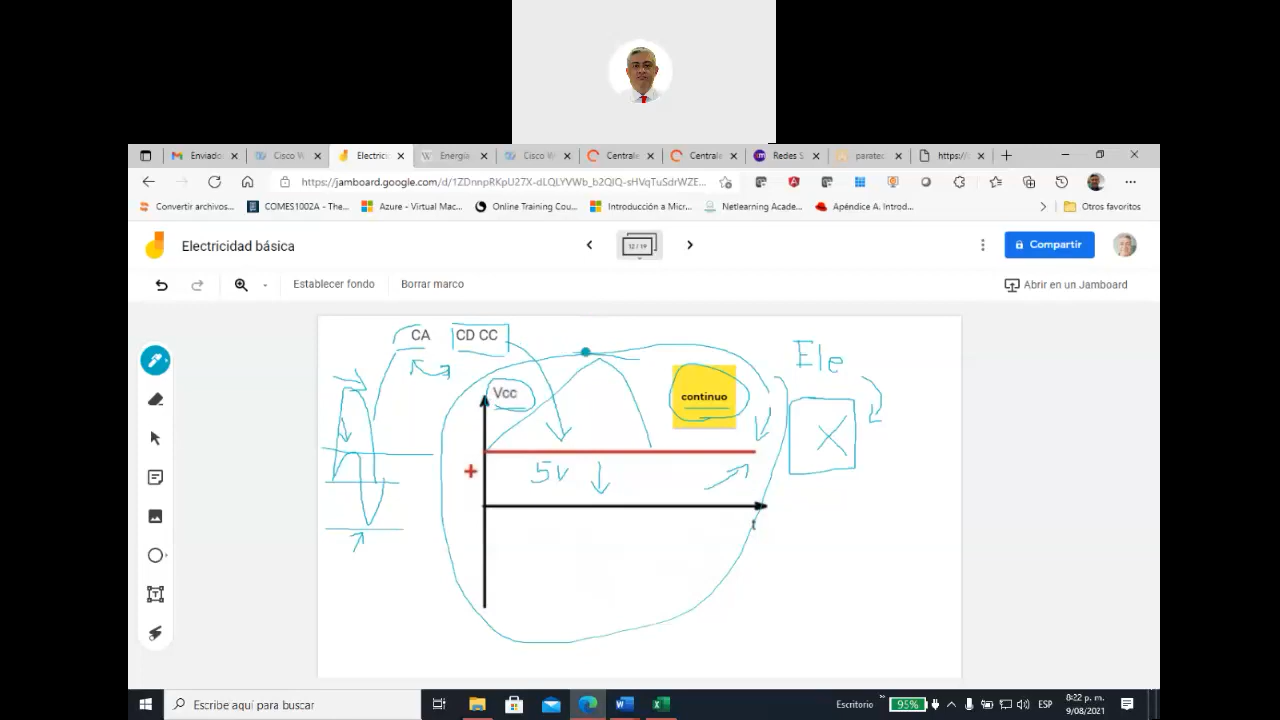 Enviado
Cisco W
Electríci
Energía
Cisco W
Centrale
Centrale
Redes S
paratec
https://t
https://jamboard.google.com/d/1ZDnnpRKpU27X-dLQLYVWb_b2QIQ-sHVqTuSdrWZE...
Convertir archivos...
COMES1002A - The...
Azure - Virtual Mac...
Online Training Cou...
Introducción a Micr...
Netlearning Acade...
Apéndice A. Introd...
Otros favoritos
Electricidad básica
12 / 19
Compartir
Establecer fondo
Borrar marco
Abrir en un Jamboard
CA
CD CC
Ele
Vcc
continuo
X
+
5V
t
Escribe aquí para buscar
Escritorio
95%
ESP
8:22 p. m.
9/08/2021